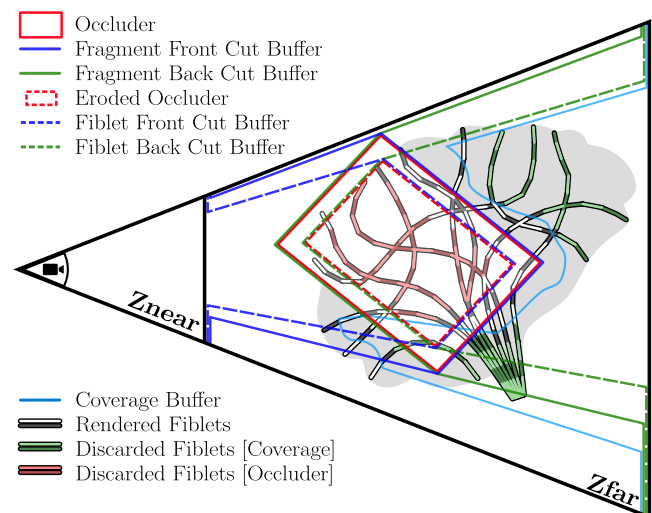 Occluder
Fragment Front Cut Buffer
Fragment Back Cut Buffer
Eroded Occluder
Fiblet Front Cut Buffer
Fiblet Back Cut Buffer
Znear
Coverage Buffer
Rendered Fiblets
Discarded Fiblets [Coverage]
Discarded Fiblets [Occluder]
Zfar